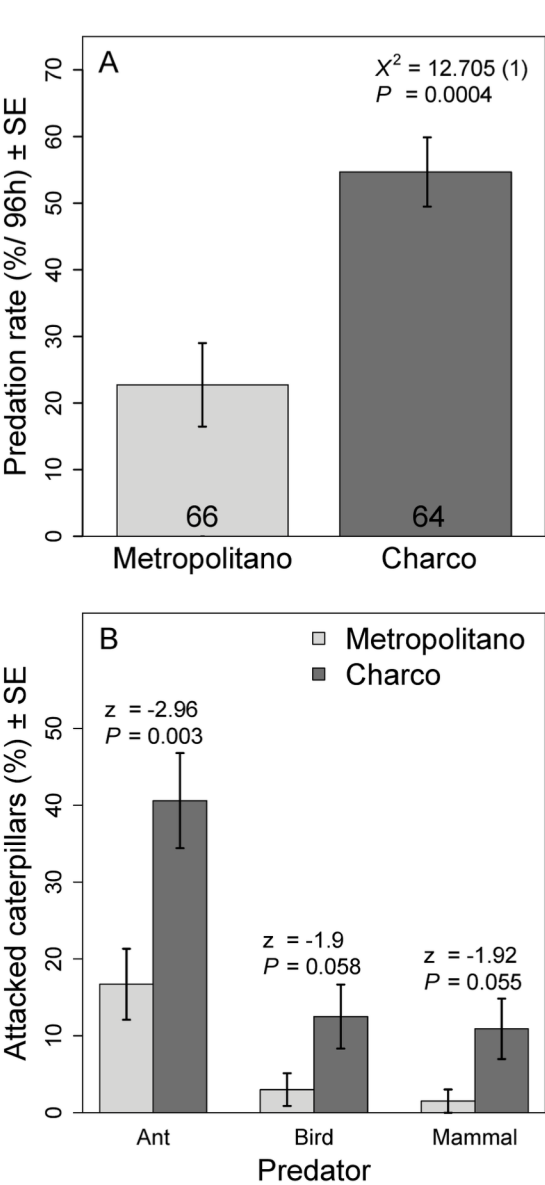 A
X² = 12.705 (1)
P = 0.0004
Predation rate (%/ 96h) ± SE
70
60
50
40
30
20
10
0
66
64
Metropolitano
Charco
B
Metropolitano
Charco
Attacked caterpillars (%) ± SE
z = -2.96
P = 0.003
50
40
30
20
10
0
z = -1.9
P = 0.058
z = -1.92
P = 0.055
Ant
Bird
Mammal
Predator